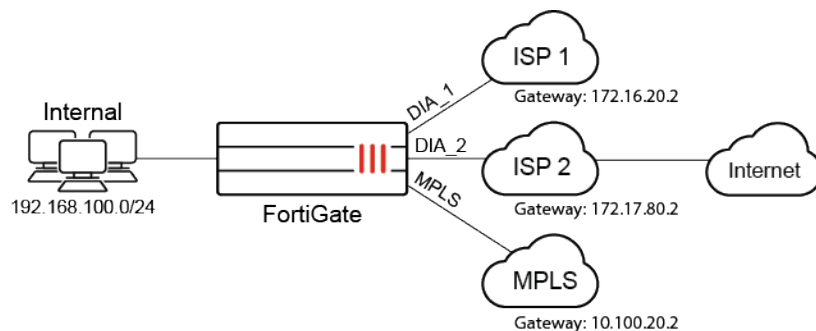 Internal
192.168.100.0/24
FortiGate
DIA_1
DIA_2
MPLS
ISP 1
Gateway: 172.16.20.2
ISP 2
Gateway: 172.17.80.2
Internet
MPLS
Gateway: 10.100.20.2